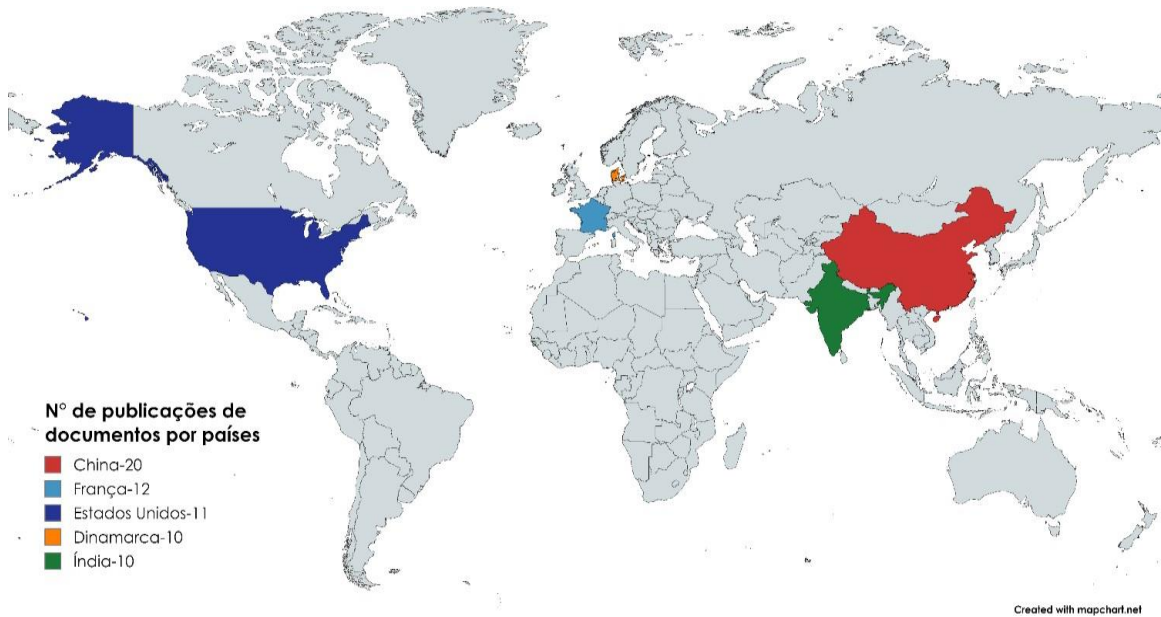 N° de publicações de
documentos por países
China-20
França-12
Estados Unidos-11
Dinamarca-10
Índia-10
Created with mapchart.net